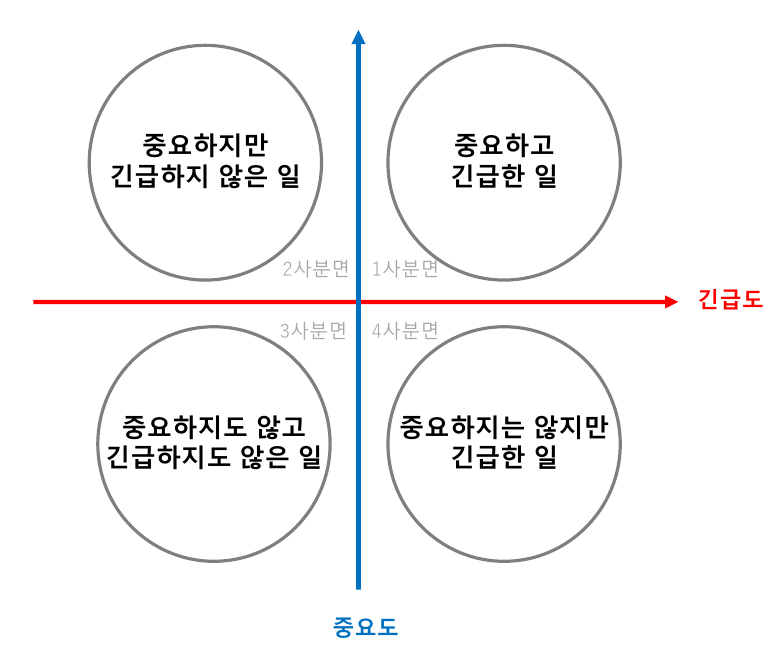 중요하지만
긴급하지 않은 일
중요하고
긴급한 일
2사분면
1사분면
긴급도
3사분면
4사분면
중요하지도 않고
긴급하지도 않은 일
중요하지는 않지만
긴급한 일
중요도